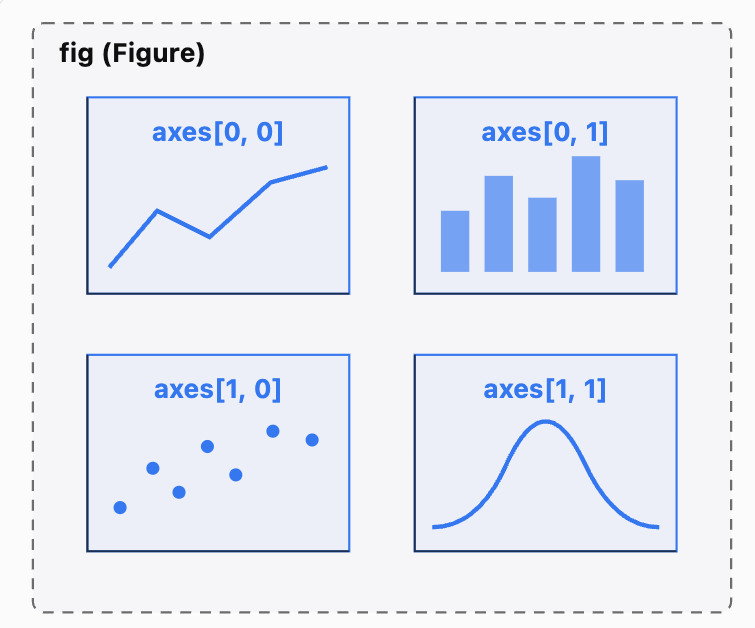 fig (Figure)
axes[0, 0]
axes[0, 1]
axes[1, 0]
axes[1, 1]